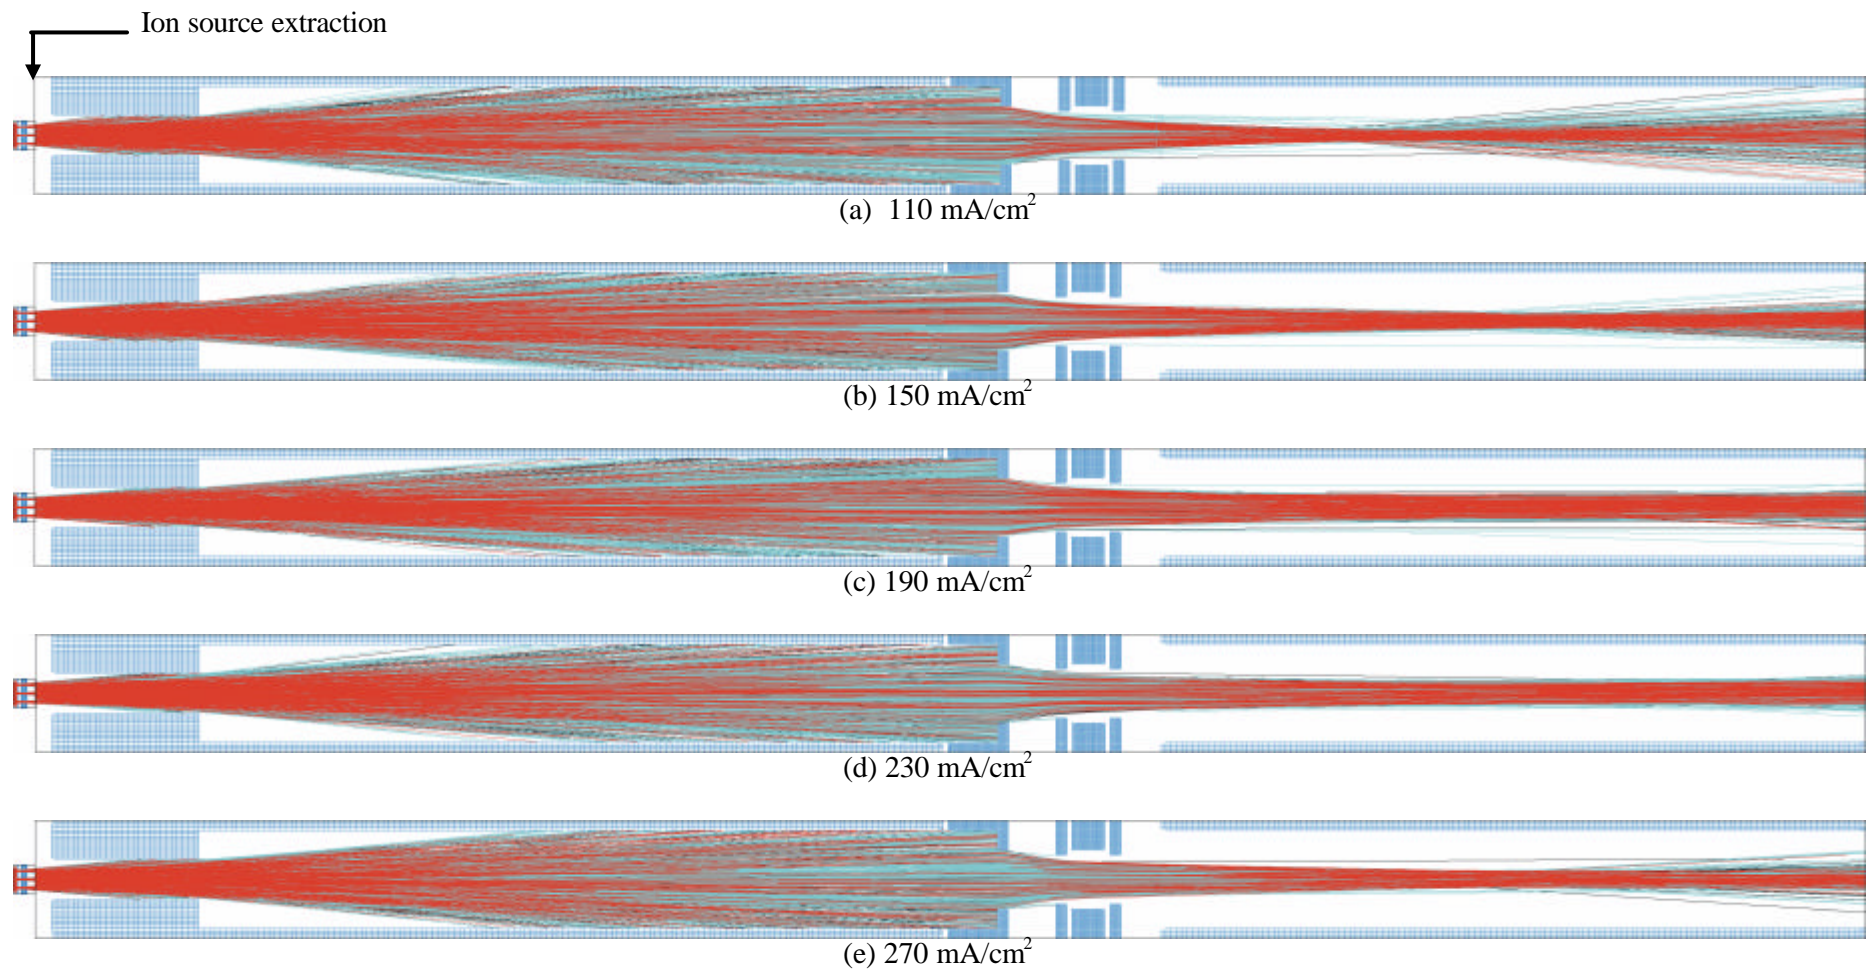 Ion source extraction
(a) 110 mA/cm²
(b) 150 mA/cm²
(c) 190 mA/cm²
(d) 230 mA/cm²
(e) 270 mA/cm²